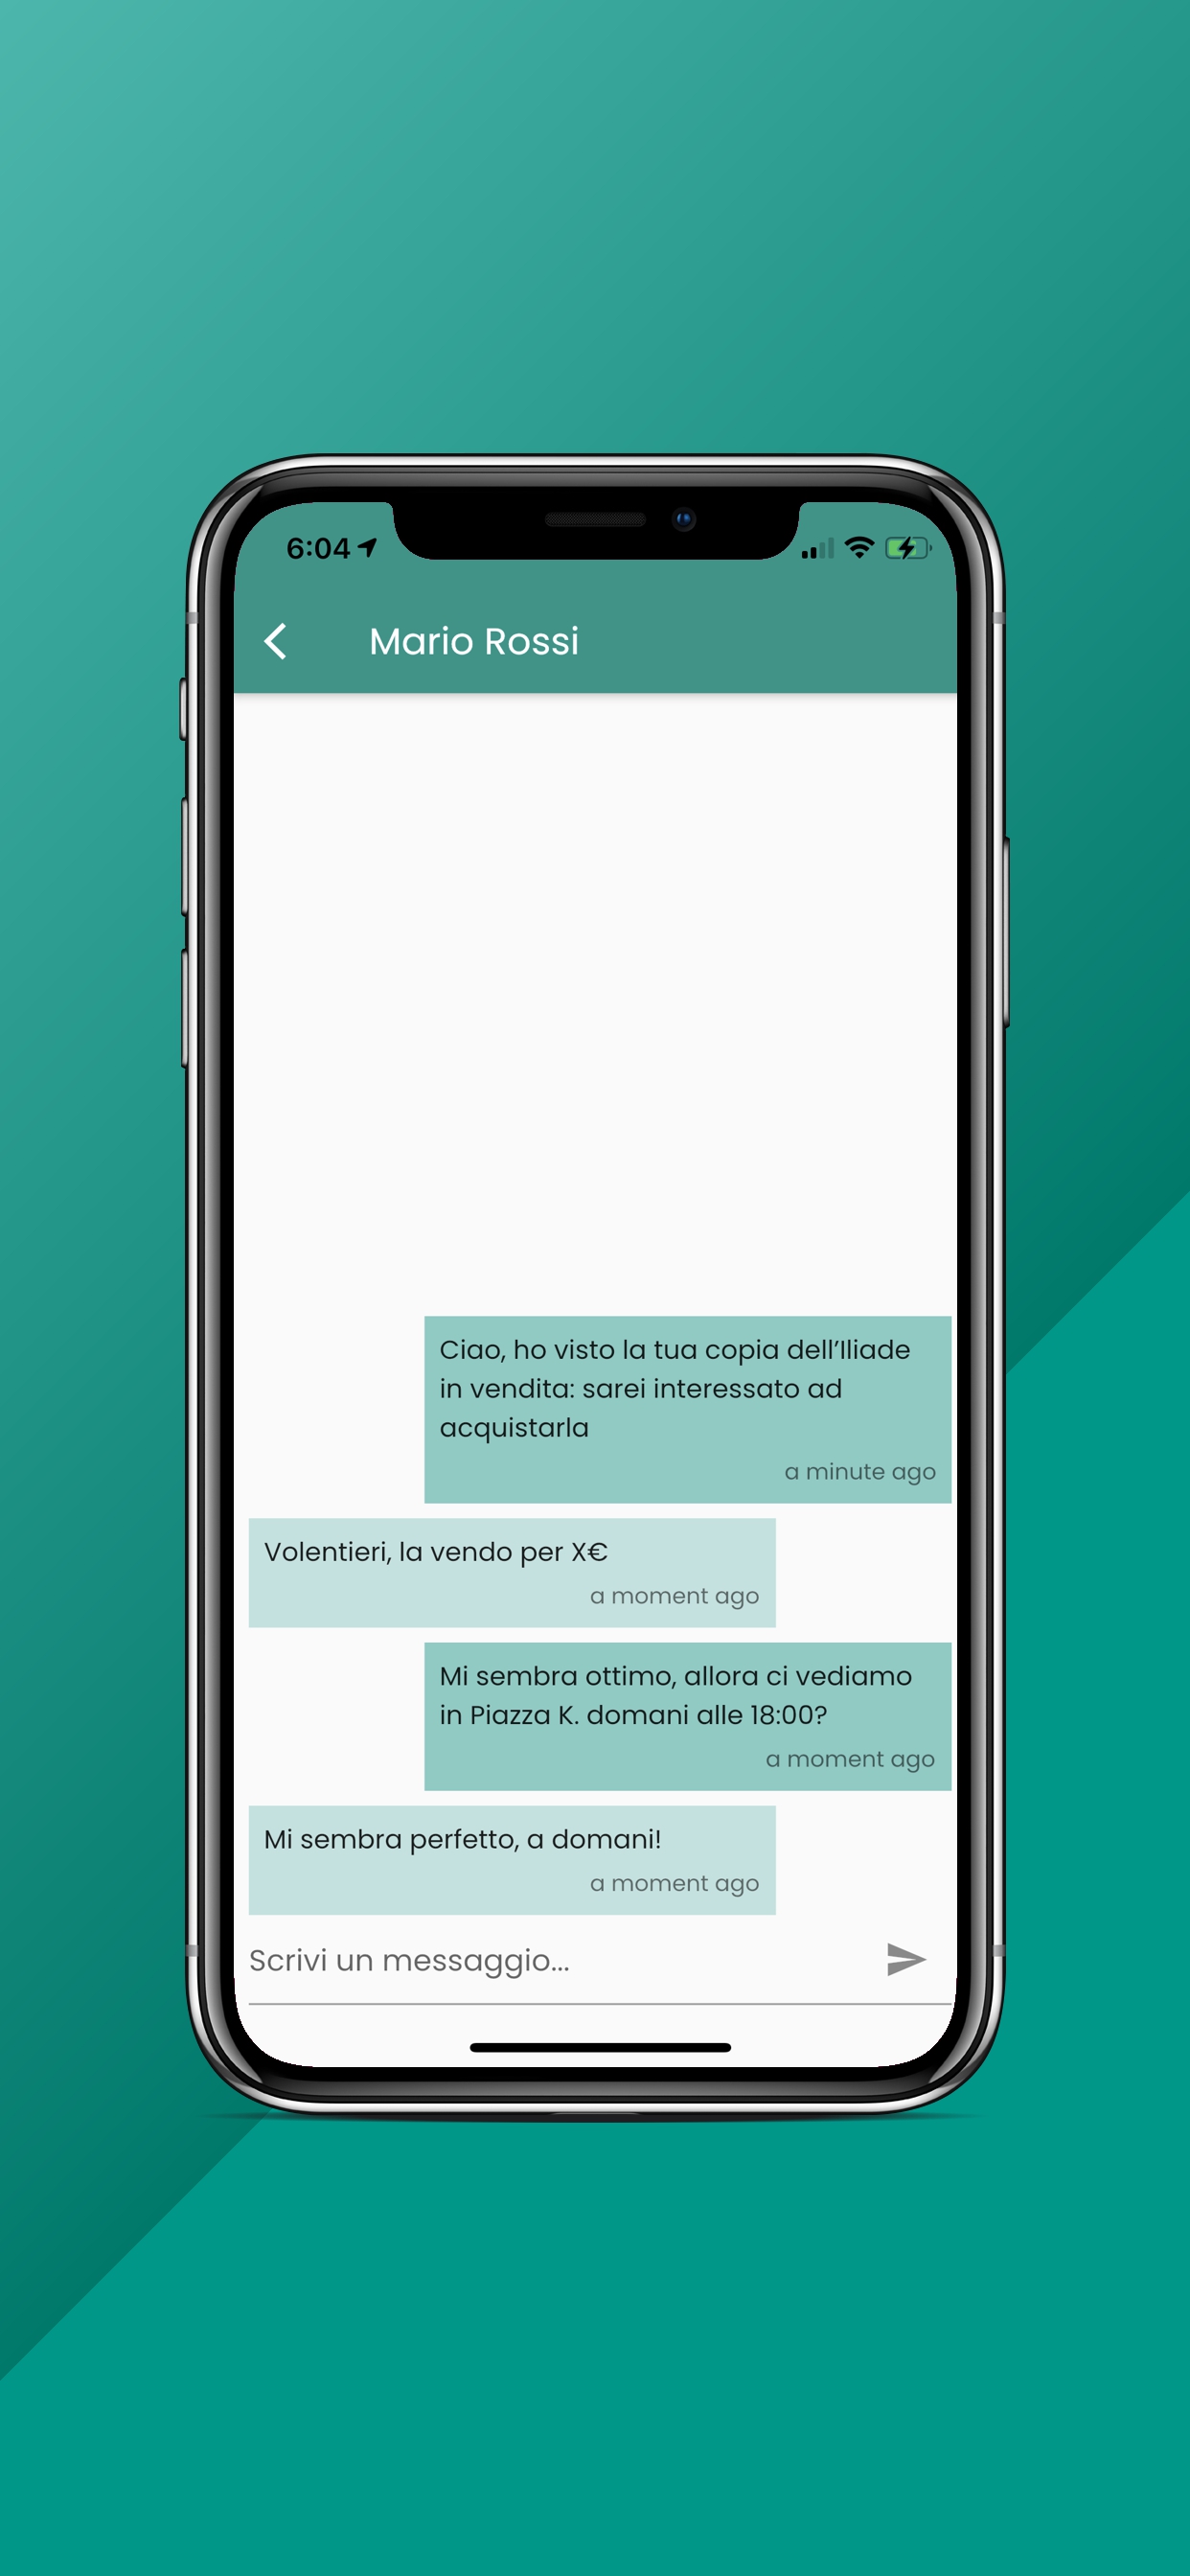 6:04
Mario Rossi
Ciao, ho visto la tua copia dell’Iliade
in vendita: sarei interessato ad
acquistarla
a minute ago
Volentieri, la vendo per X€
a moment ago
Mi sembra ottimo, allora ci vediamo
in Piazza K. domani alle 18:00?
a moment ago
Mi sembra perfetto, a domani!
a moment ago
Scrivi un messaggio...